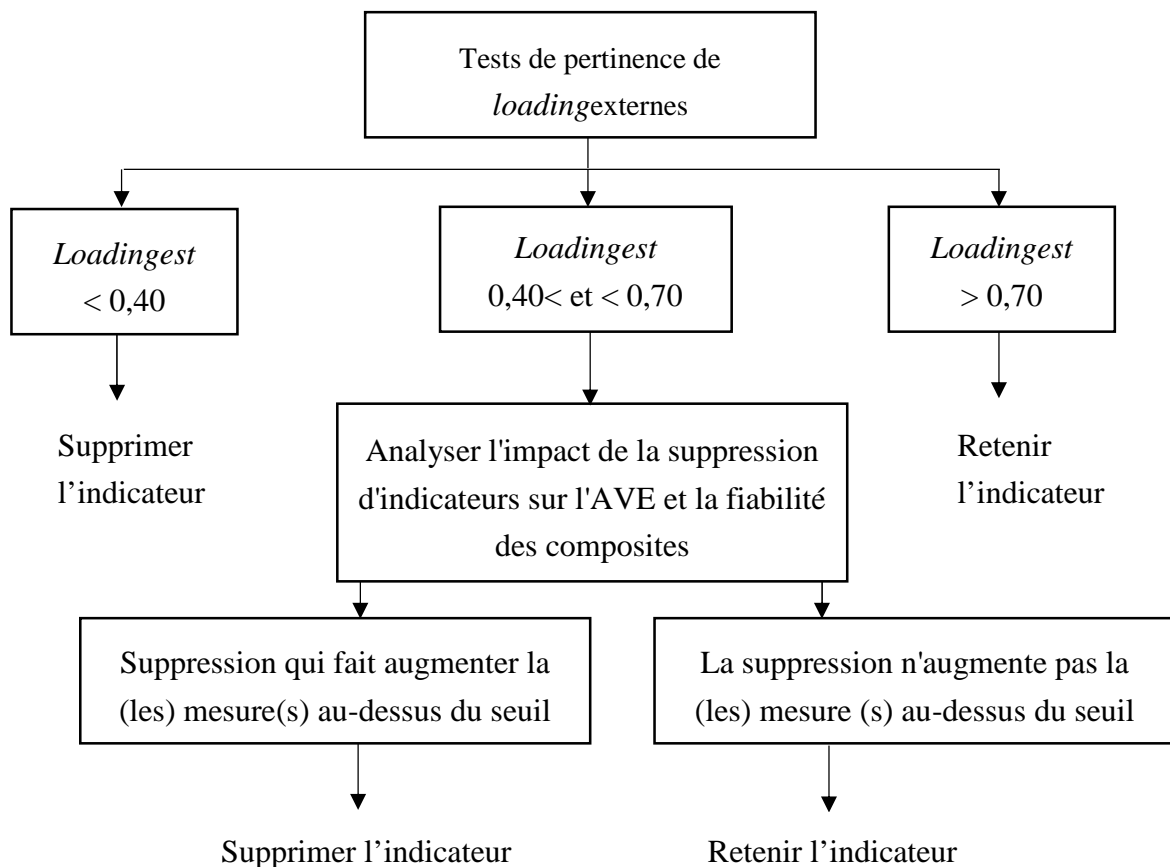 Tests de pertinence de
loadingexternes
Loadingest
< 0,40
Loadingest
0,40< et < 0,70
Loadingest
> 0,70
Supprimer
l’indicateur
Analyser l'impact de la suppression
d'indicateurs sur l'AVE et la fiabilité
des composites
Retenir
l’indicateur
Suppression qui fait augmenter la
(les) mesure(s) au-dessus du seuil
La suppression n'augmente pas la
(les) mesure (s) au-dessus du seuil
Supprimer l’indicateur
Retenir l’indicateur